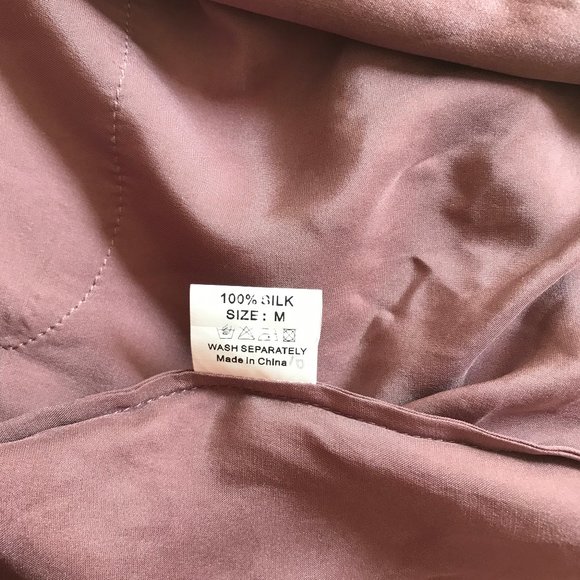 100% SILK
SIZE: M
WASH SEPARATELY
Made in China